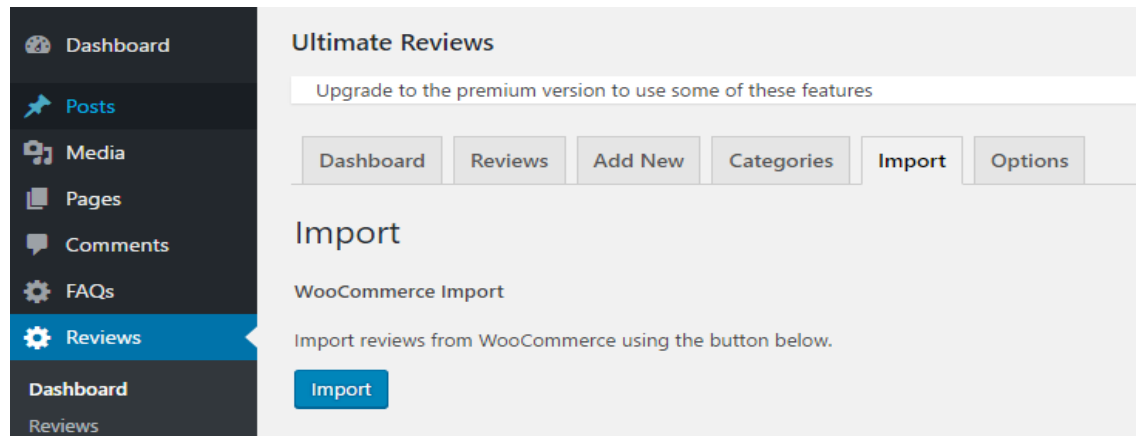 Dashboard
Posts
Media
Pages
Comments
FAQs
Reviews
Dashboard
Reviews
Ultimate Reviews
Upgrade to the premium version to use some of these features
Dashboard Reviews Add New Categories Import Options
Import
WooCommerce Import
Import reviews from WooCommerce using the button below.
Import